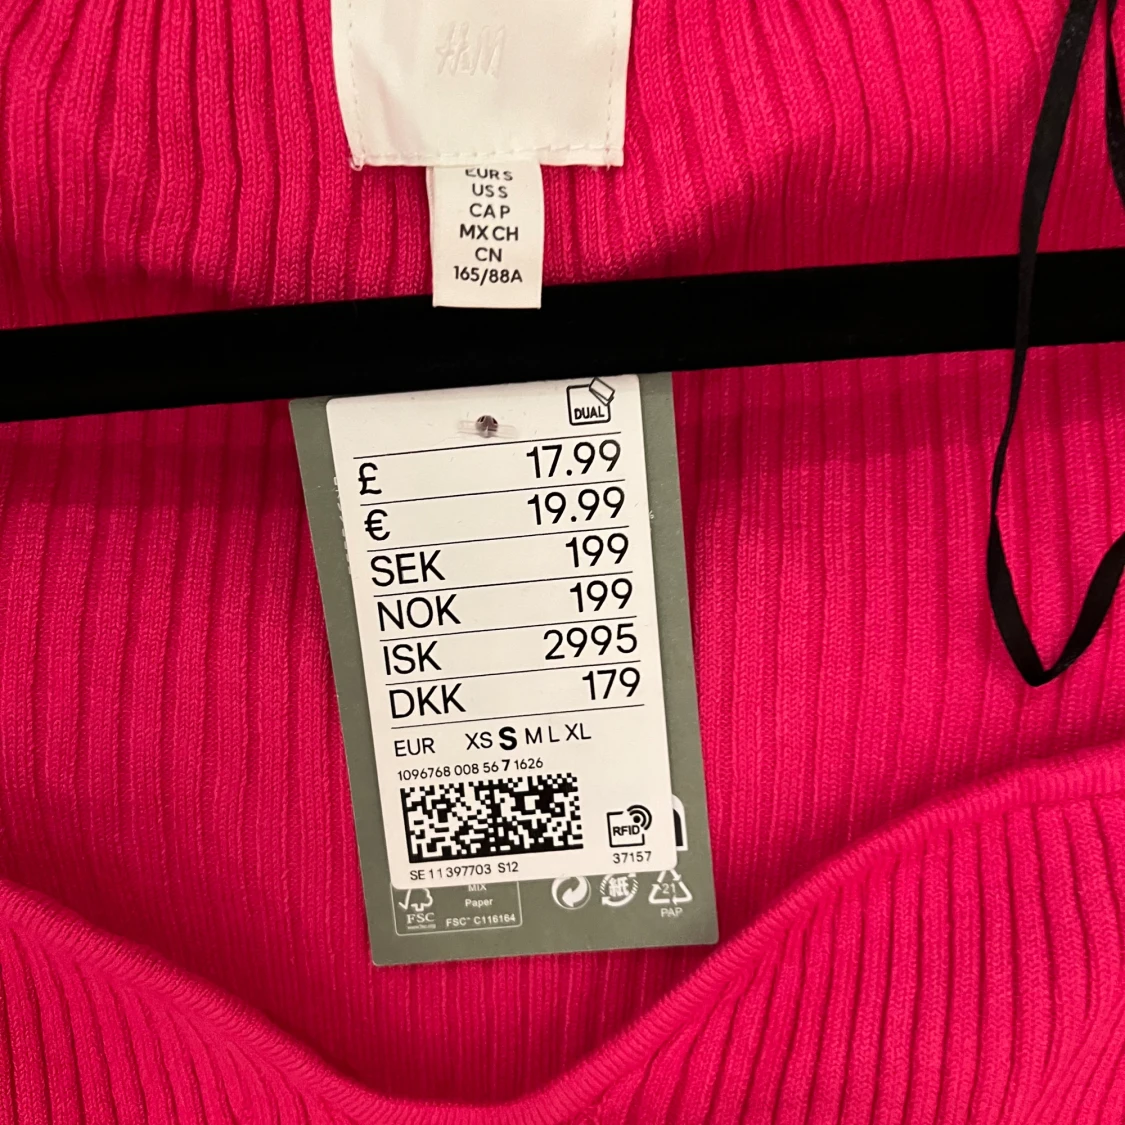 H&M
EUR S
US S
CA P
MX CH
CN
165/88A
DUAL
£ 17.99
€ 19.99
SEK 199
NOK 199
ISK 2995
DKK 179
EUR XS S M L XL
1096768 008 56 7 1626
RFID
37157
SE 11 397703 S12
FSC
MIX
Paper
FSC® C116164
紙
21
PAP